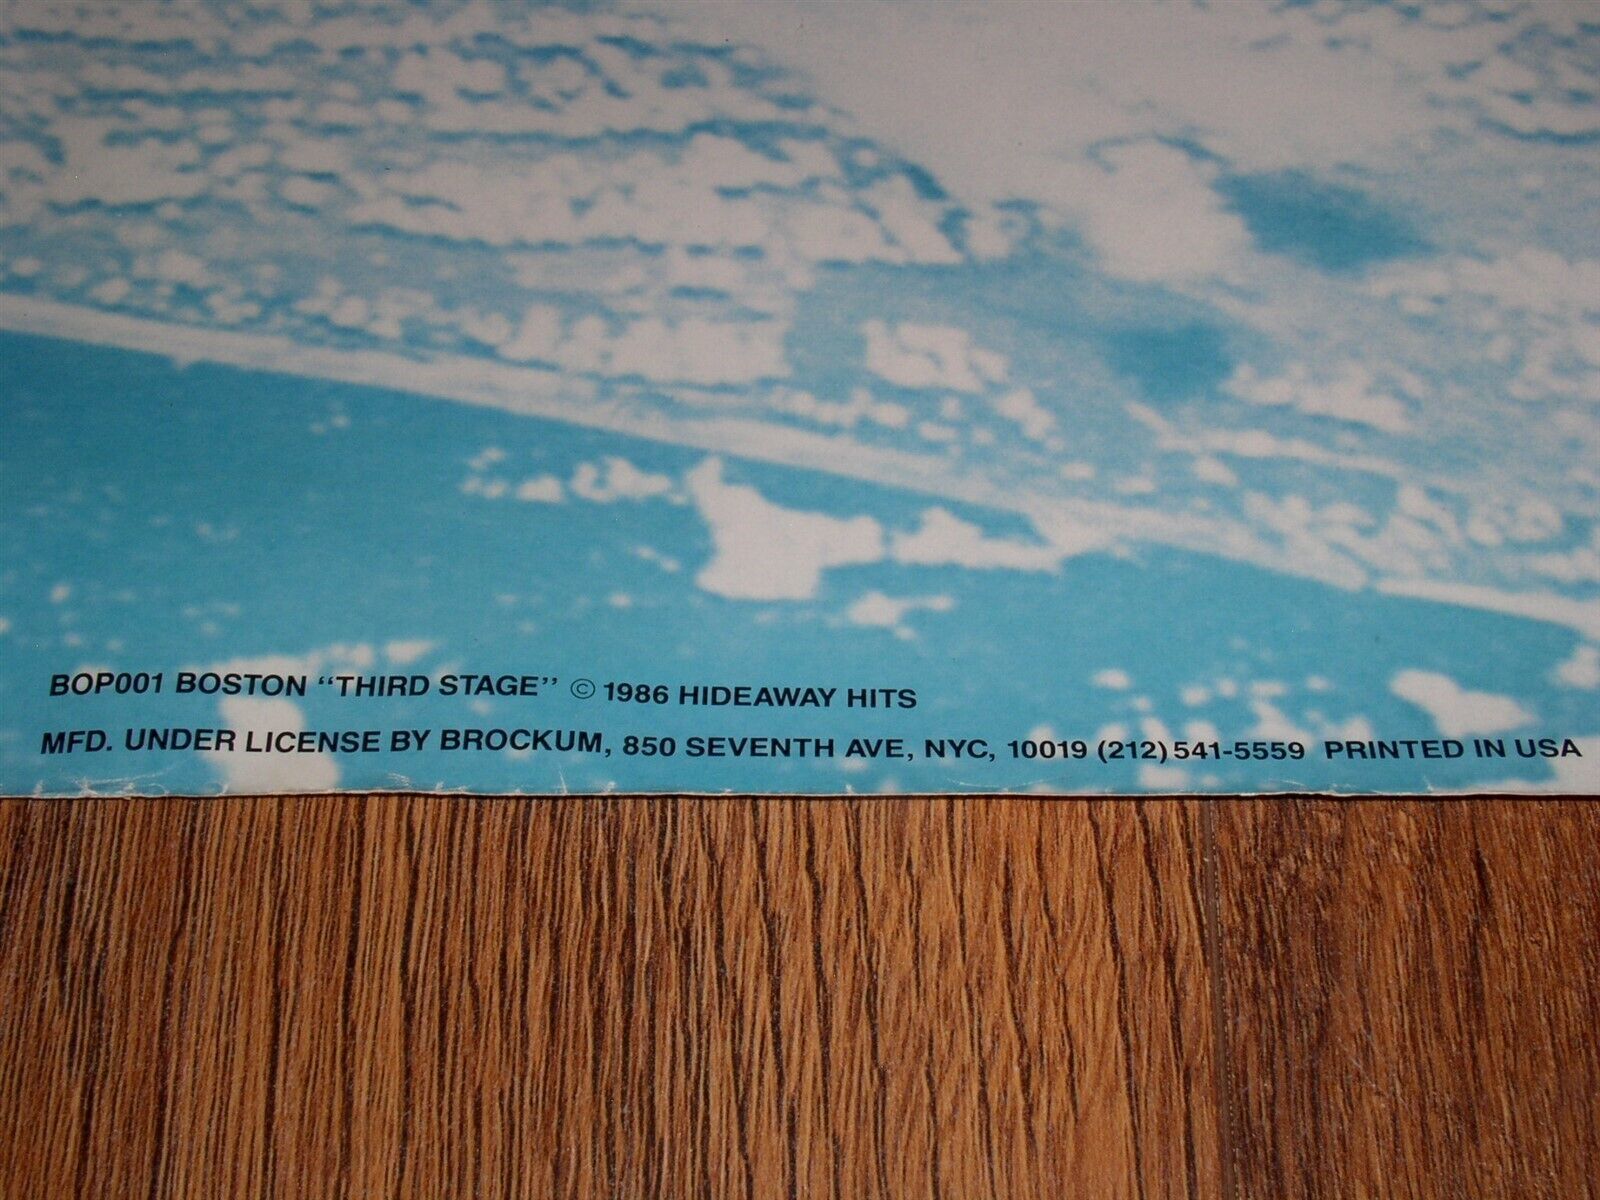 BOP001 BOSTON “THIRD STAGE” © 1986 HIDEAWAY HITS
MFD. UNDER LICENSE BY BROCKUM, 850 SEVENTH AVE, NYC, 10019 (212) 541-5559 PRINTED IN USA